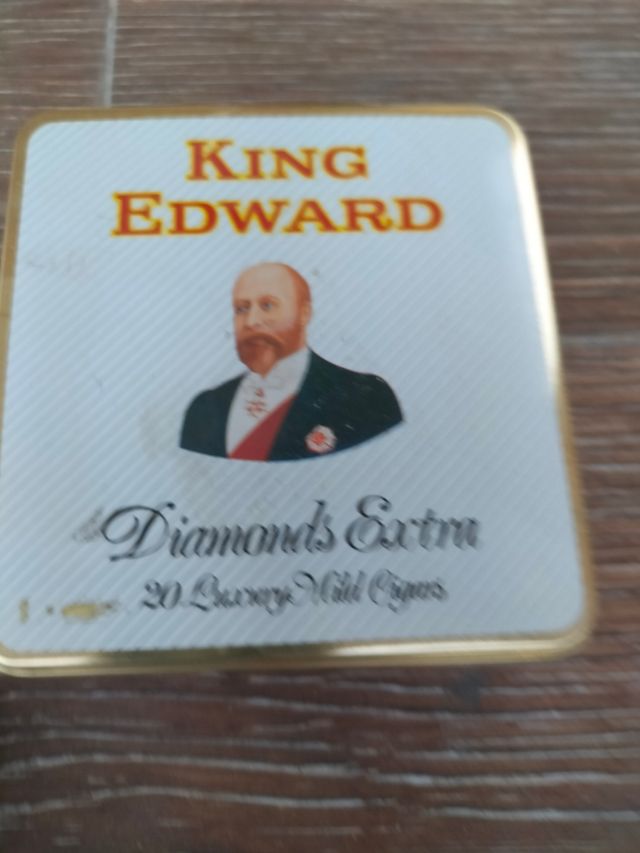 KING
EDWARD
Diamonds Extra
20 Luxury Mild Cigars